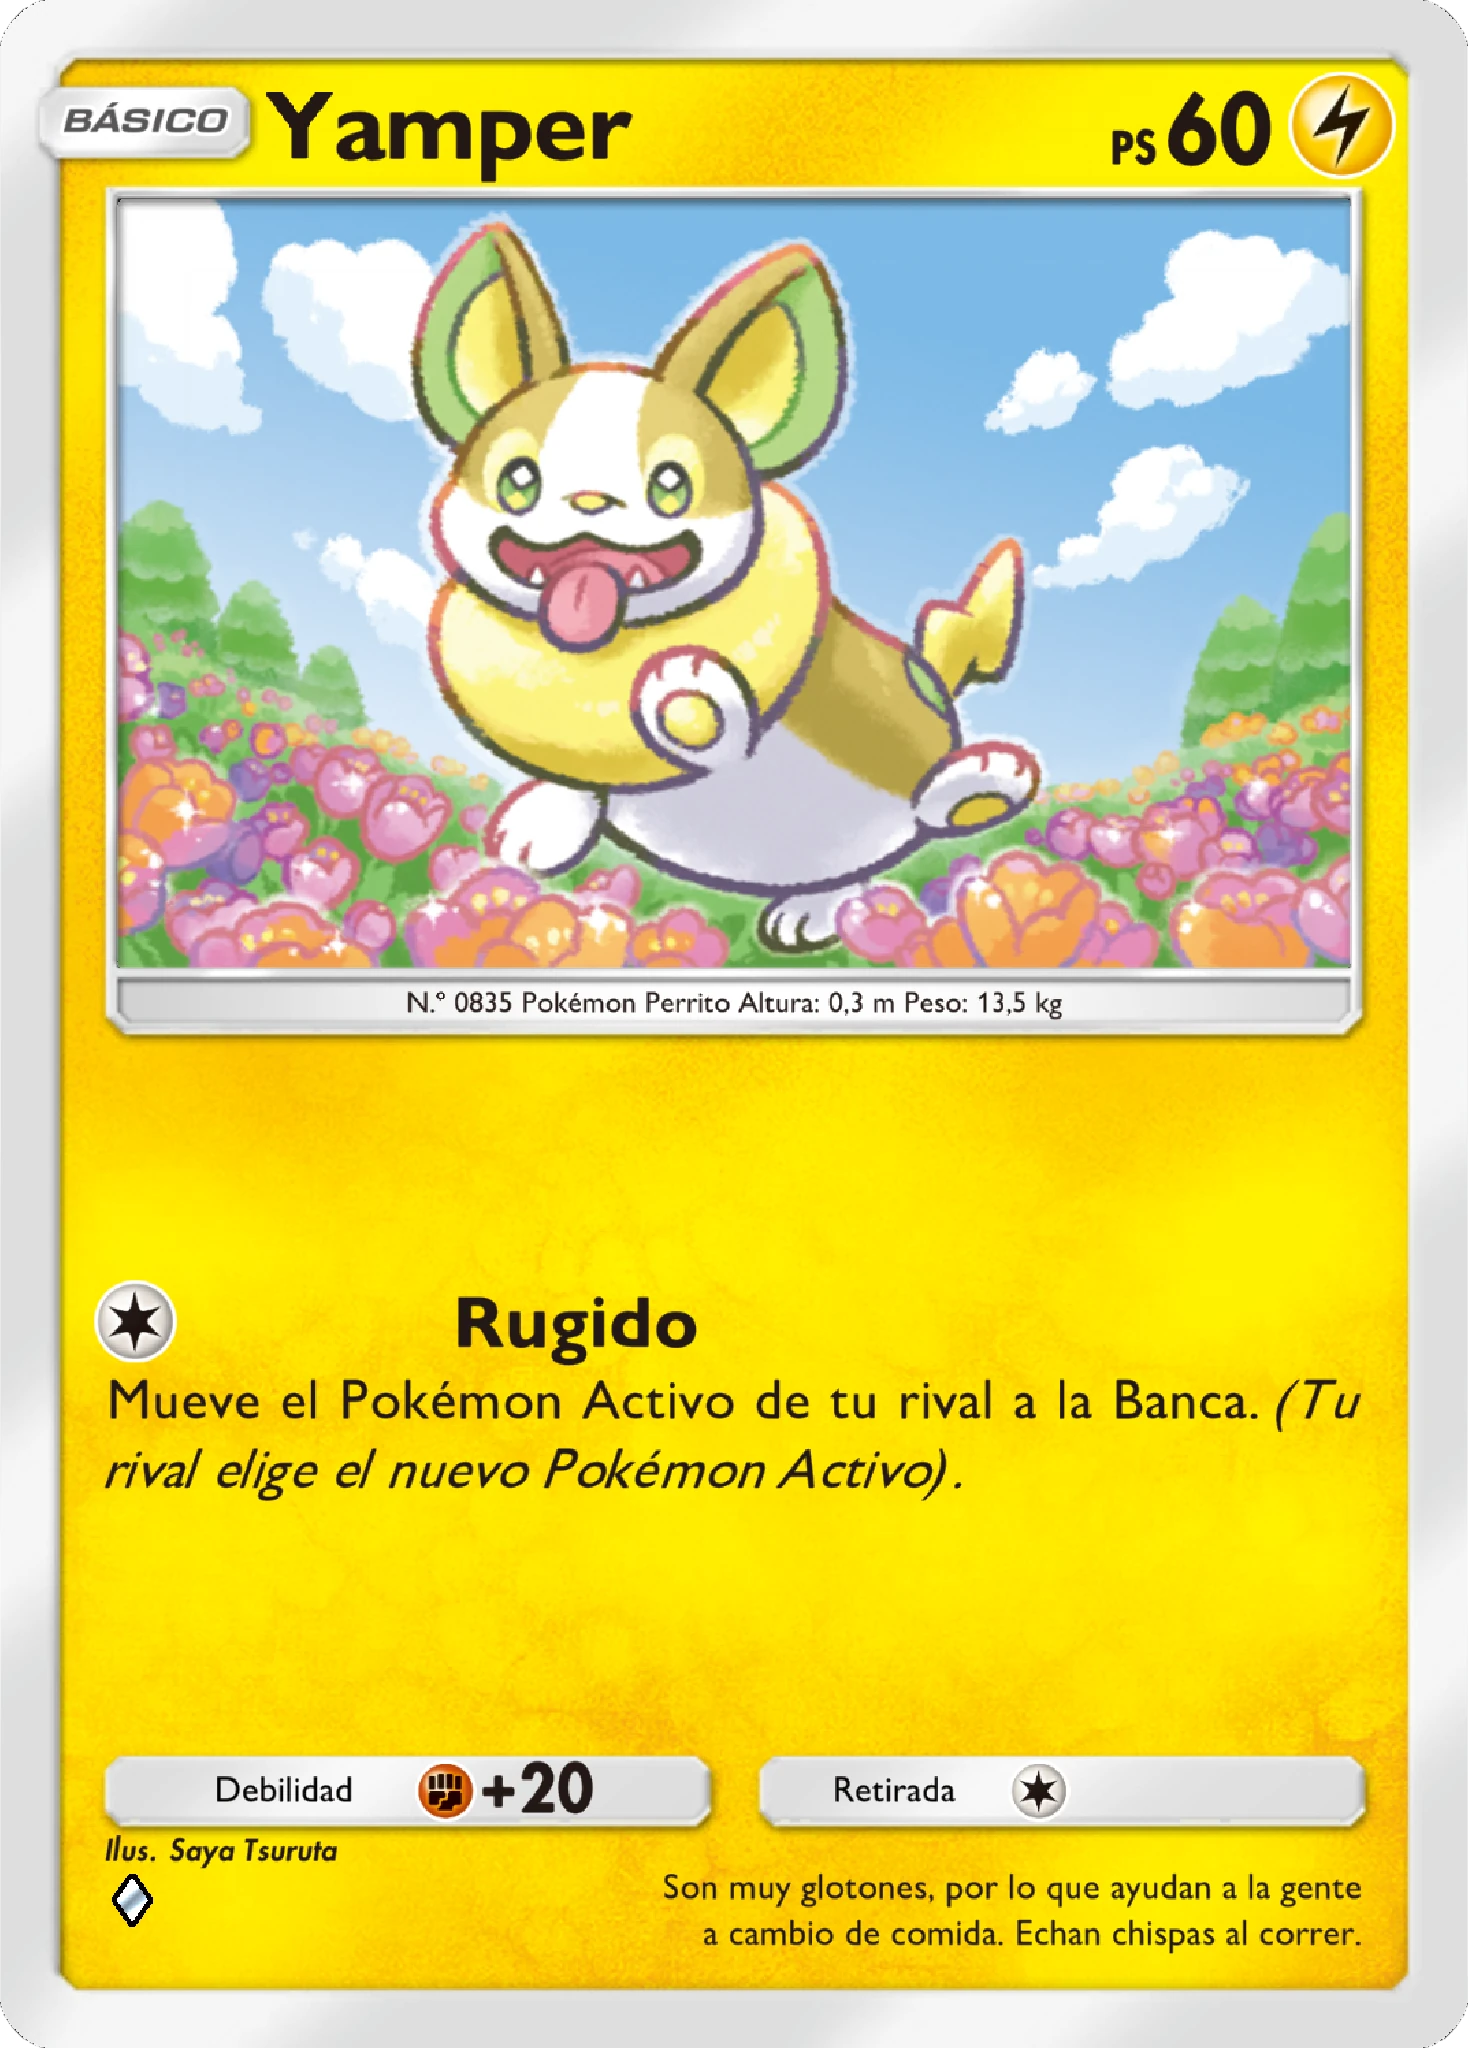 BÁSICO
Yamper
PS 60
N.º 0835 Pokémon Perrito Altura: 0,3 m Peso: 13,5 kg
Rugido
Mueve el Pokémon Activo de tu rival a la Banca. (Tu
rival elige el nuevo Pokémon Activo).
Debilidad +20
Retirada
Ilus. Saya Tsuruta
Son muy glotones, por lo que ayudan a la gente
a cambio de comida. Echan chispas al correr.